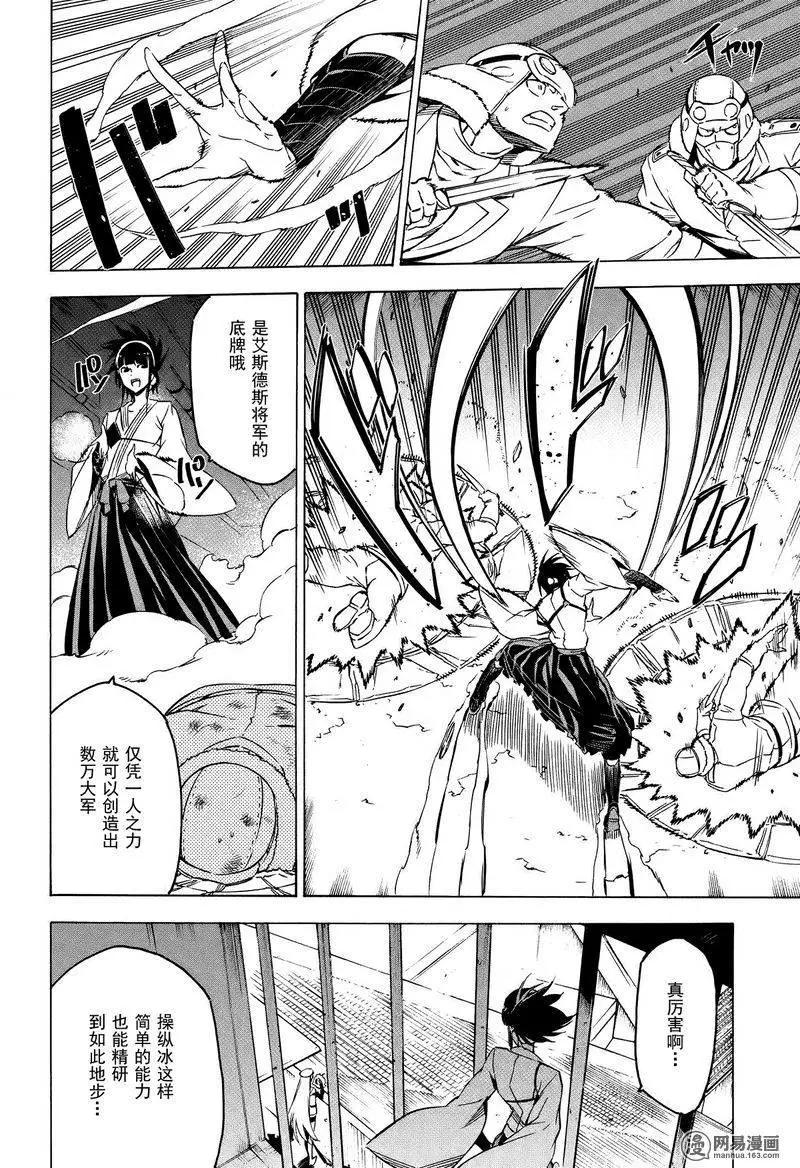 チャッ
是艾斯德斯将军的
底牌哦
パン
パン
仅凭一人之力
就可以创造出
数万大军
真厉害啊…
操纵冰这样
简单的能力
也能精研
到如此地步…
网易漫画
manhua.163.com